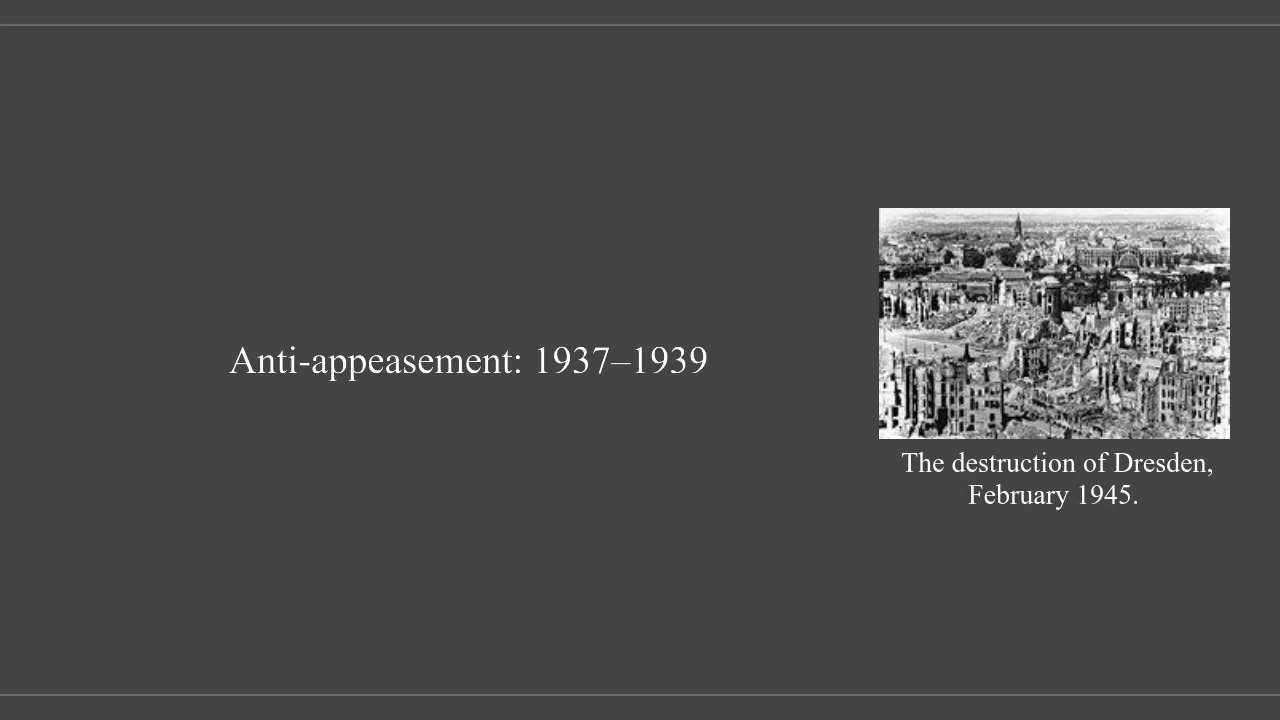 Anti-appeasement: 1937–1939
The destruction of Dresden,
February 1945.